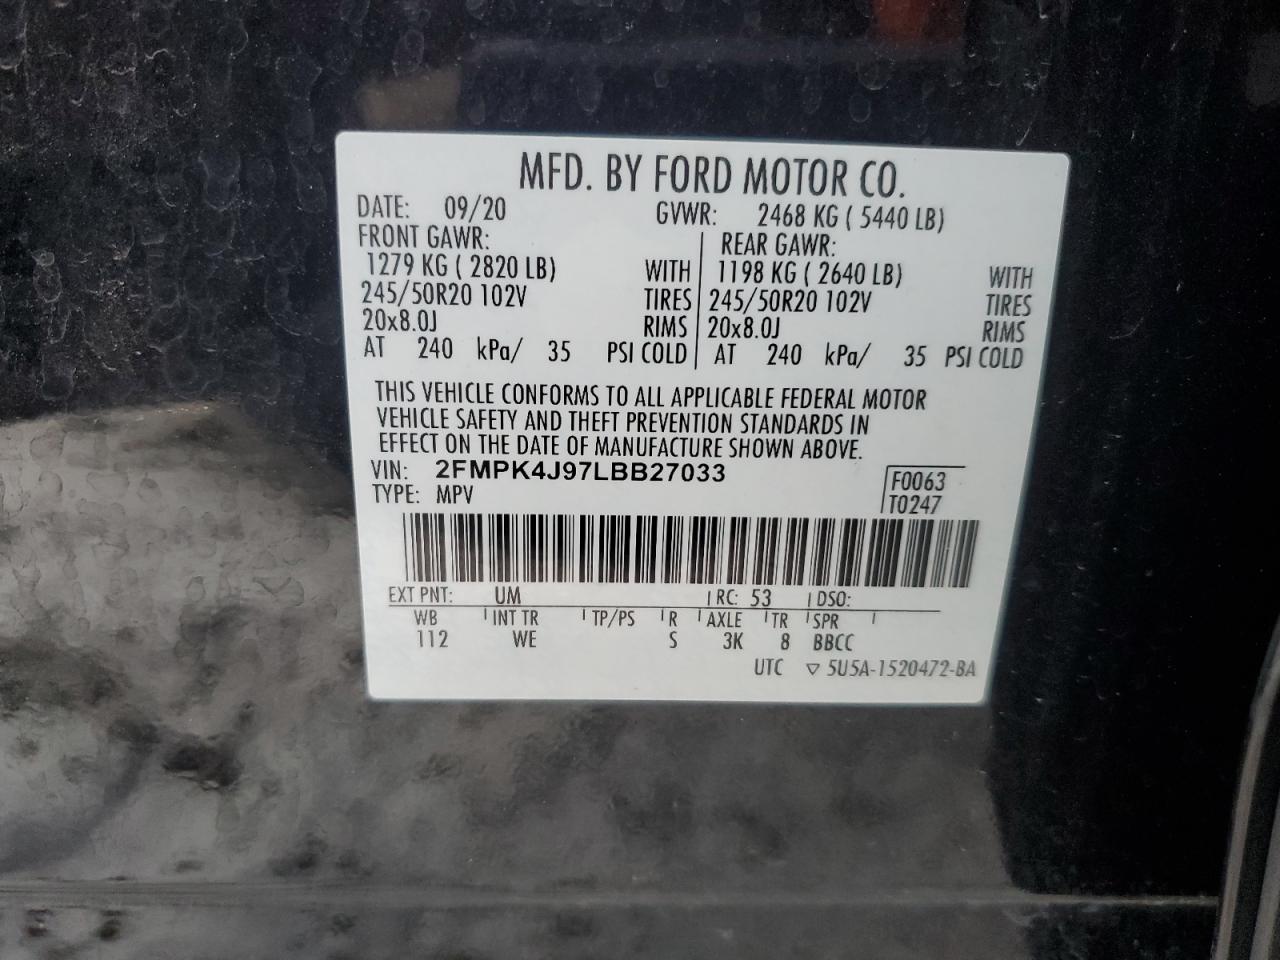 MFD. BY FORD MOTOR CO.
DATE: 09/20 GVWR: 2468 KG ( 5440 LB)
FRONT GAWR: REAR GAWR:
1279 KG ( 2820 LB) WITH 1198 KG ( 2640 LB) WITH
245/50R20 102V TIRES 245/50R20 102V TIRES
20x8.0J RIMS 20x8.0J RIMS
AT 240 kPa/ 35 PSI COLD AT 240 kPa/ 35 PSI COLD
THIS VEHICLE CONFORMS TO ALL APPLICABLE FEDERAL MOTOR
VEHICLE SAFETY AND THEFT PREVENTION STANDARDS IN
EFFECT ON THE DATE OF MANUFACTURE SHOWN ABOVE.
VIN: 2FMPK4J97LBB27033 F0063
TYPE: MPV T0247
EXT PNT: UM RC: 53 DSO:
WB INT TR TP/PS R AXLE TR SPR
112 WE S 3K 8 BBCC
UTC ▽ 5U5A-1520472-BA